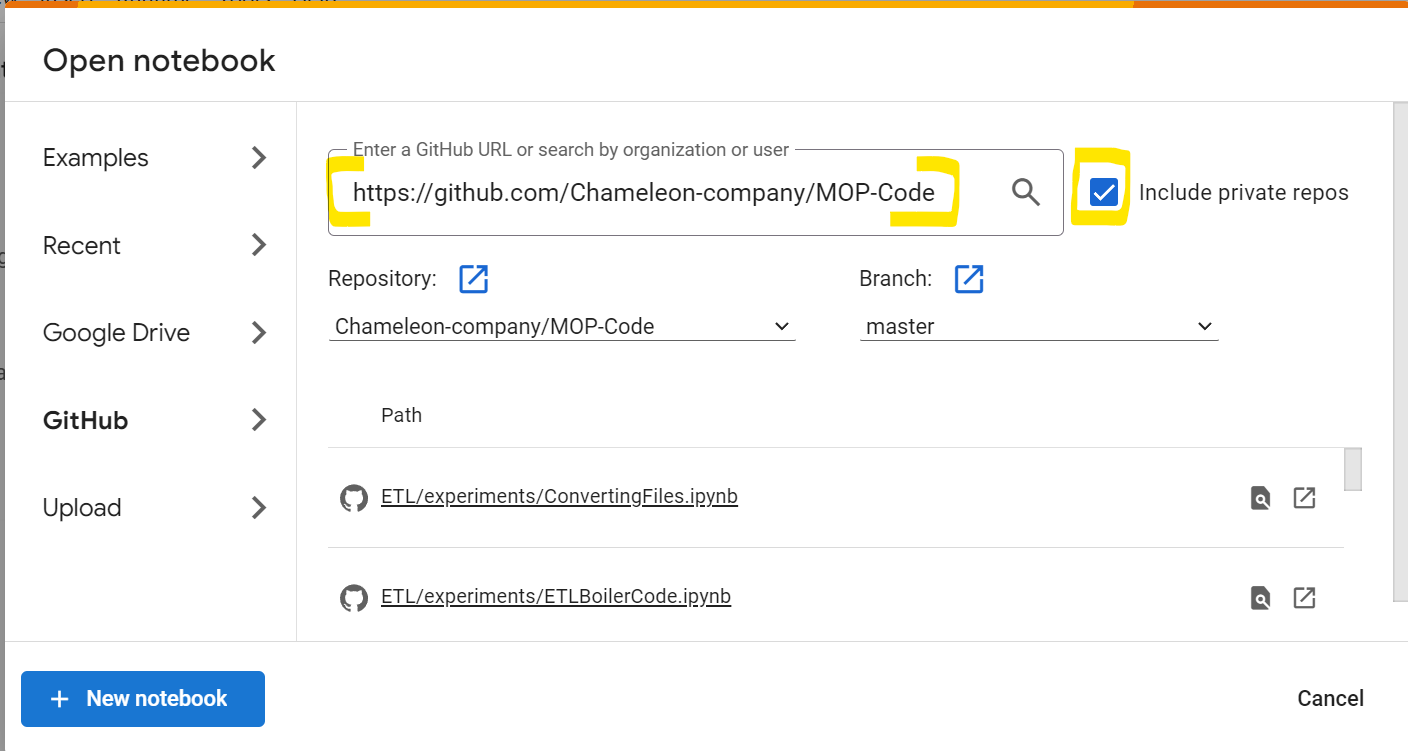 Open notebook
Examples
Recent
Google Drive
GitHub
Upload
Enter a GitHub URL or search by organization or user
https://github.com/Chameleon-company/MOP-Code
Include private repos
Repository:
Branch:
Chameleon-company/MOP-Code
master
Path
ETL/experiments/ConvertingFiles.ipynb
ETL/experiments/ETLBoilerCode.ipynb
+ New notebook
Cancel